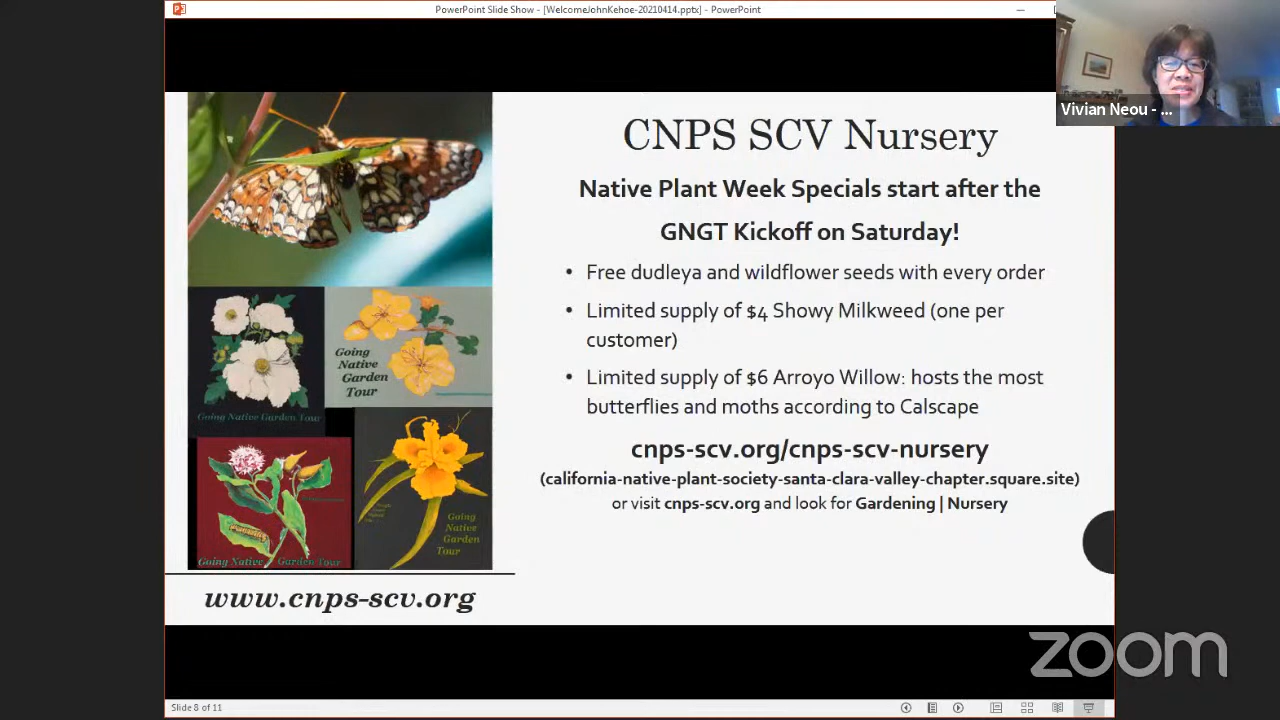 PowerPoint Slide Show - [WelcomeJohnKehoe-20210414.pptx] - PowerPoint
Vivian Neou - ...
CNPS SCV Nursery
Native Plant Week Specials start after the
GNGT Kickoff on Saturday!
• Free dudleya and wildflower seeds with every order
• Limited supply of $4 Showy Milkweed (one per
customer)
• Limited supply of $6 Arroyo Willow: hosts the most
butterflies and moths according to Calscape
cnps-scv.org/cnps-scv-nursery
(california-native-plant-society-santa-clara-valley-chapter.square.site)
or visit cnps-scv.org and look for Gardening | Nursery
Going Native Garden Tour
Going
Native
Garden
Tour
Going Native Garden Tour
Going
Native
Garden
Tour
www.cnps-scv.org
zoom
Slide 8 of 11